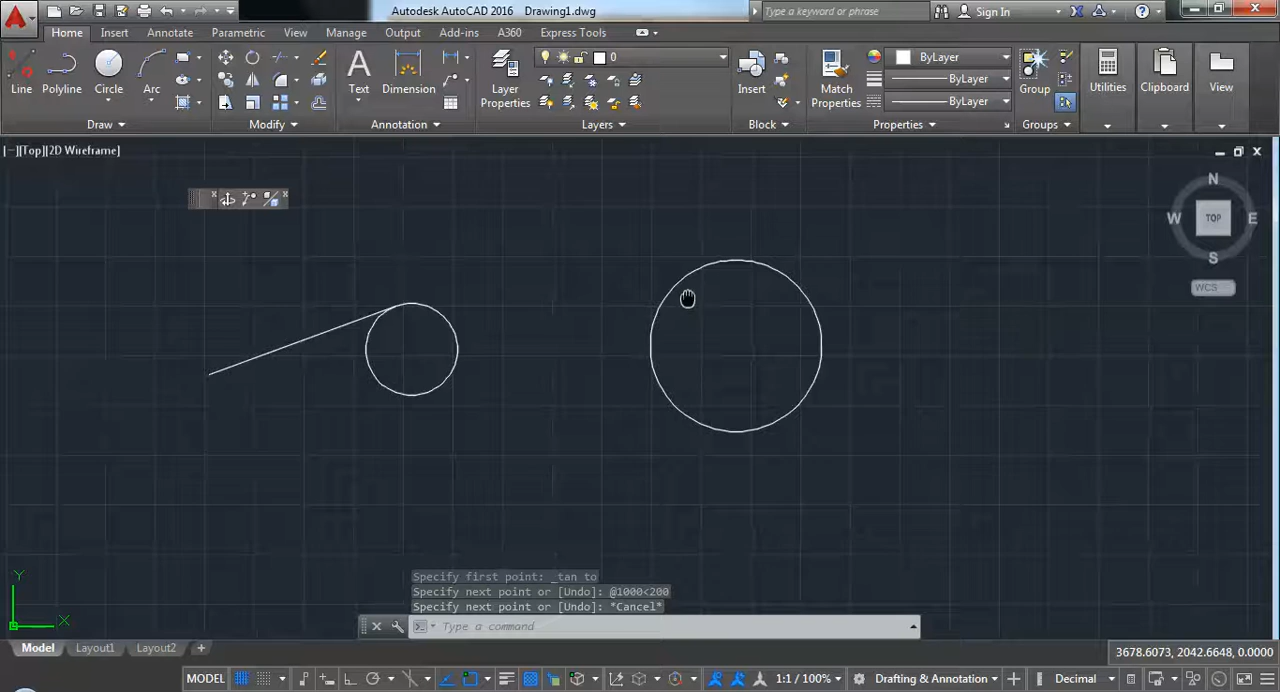 Autodesk AutoCAD 2016 Drawing1.dwg
Type a keyword or phrase
Sign In
Home Insert Annotate Parametric View Manage Output Add-ins A360 Express Tools
Line Polyline Circle Arc
Draw
Modify
Text Dimension
Annotation
Layer
Properties
0
Layers
Insert
Block
Match
Properties
ByLayer
ByLayer
ByLayer
Properties
Group
Groups
Utilities
Clipboard
View
[−][Top][2D Wireframe]
N
W TOP E
S
WCS
Y
X
Specify first point: _tan to
Specify next point or [Undo]: @1000<200
Specify next point or [Undo]: *Cancel*
Type a command
Model Layout1 Layout2 +
3678.6073, 2042.6648, 0.0000
MODEL
1:1 / 100%
Drafting & Annotation
Decimal